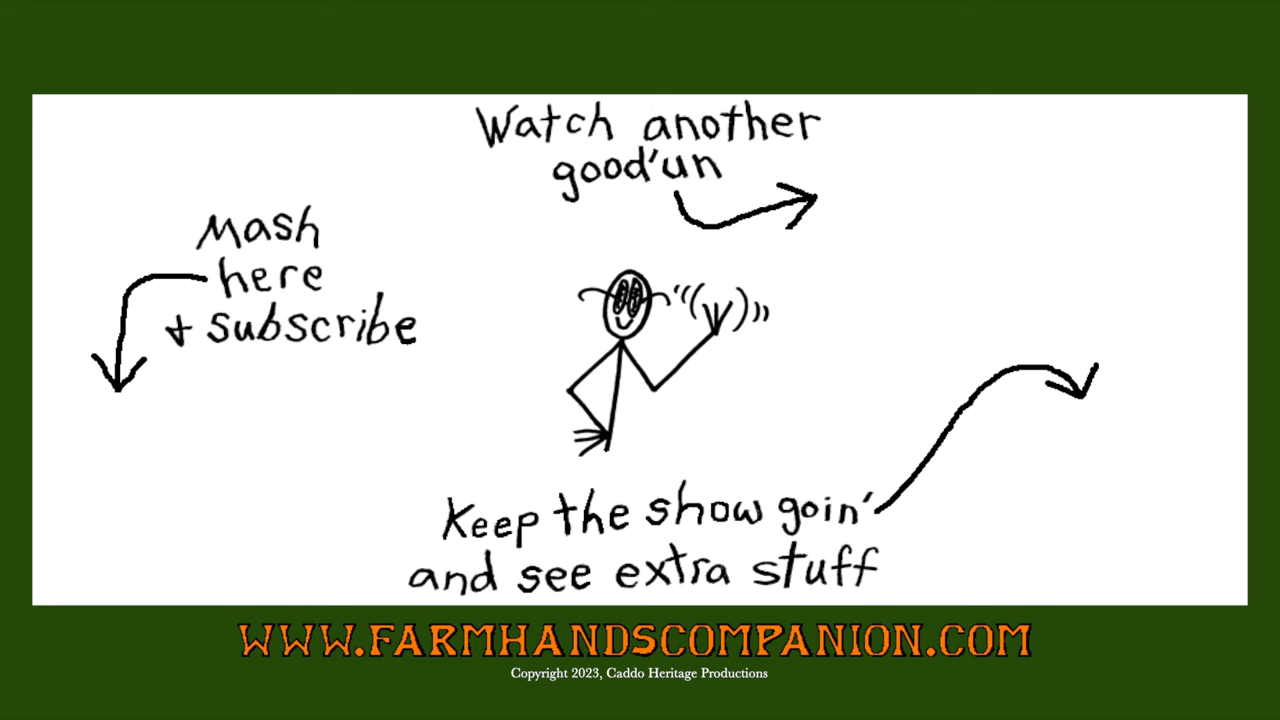 Watch another
good'un
Mash
here
+ subscribe
Keep the show goin'
and see extra stuff
WWW.FARMHANDSCOMPANION.COM
Copyright 2023, Caddo Heritage Productions